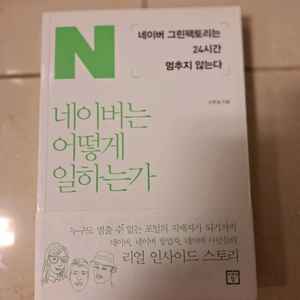 N
네이버 그린팩토리는
24시간
멈추지 않는다
네이버는
어떻게
일하는가
누구도 멈출 수 없는 포털의 지배자가 되기까지
네이버, 네이버 창업자, 네이버 사람들의
리얼 인사이드 스토리